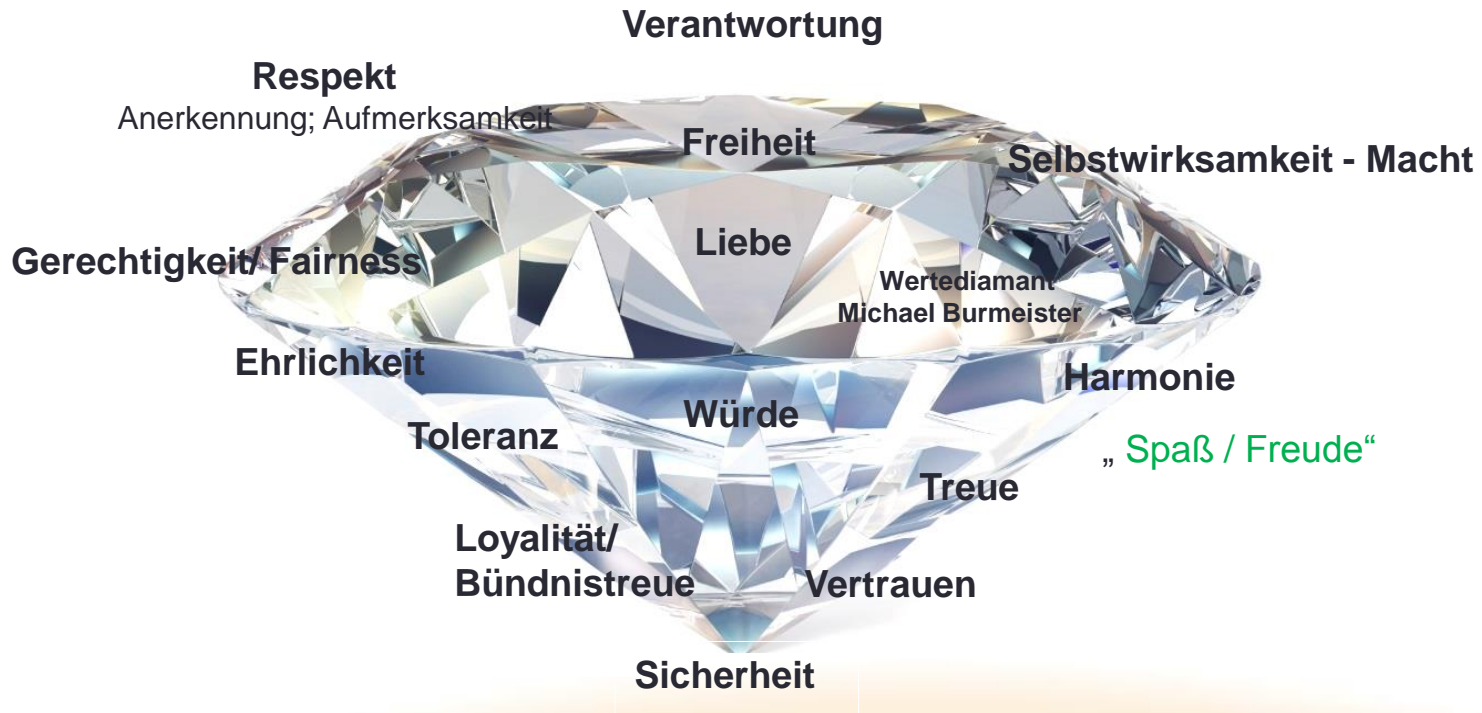 Verantwortung
Respekt
Anerkennung; Aufmerksamkeit
Freiheit
Selbstwirksamkeit - Macht
Liebe
Gerechtigkeit/ Fairness
Wertediamant
Michael Burmeister
Ehrlichkeit
Harmonie
Würde
Toleranz
„ Spaß / Freude“
Treue
Loyalität/
Bündnistreue
Vertrauen
Sicherheit